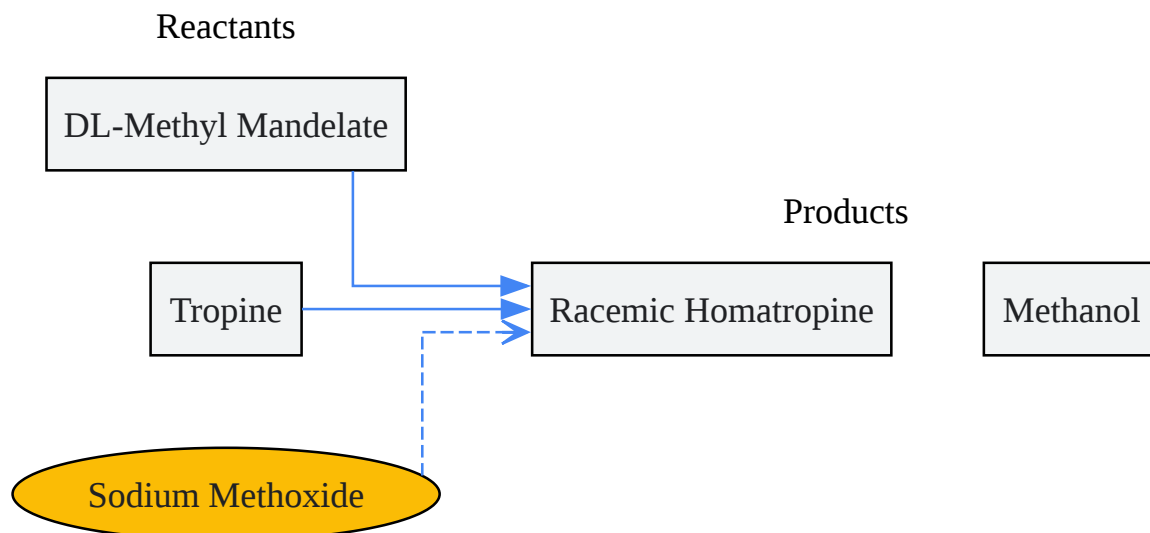 Reactants
DL-Methyl Mandelate
Products
Tropine
Racemic Homatropine
Methanol
Sodium Methoxide